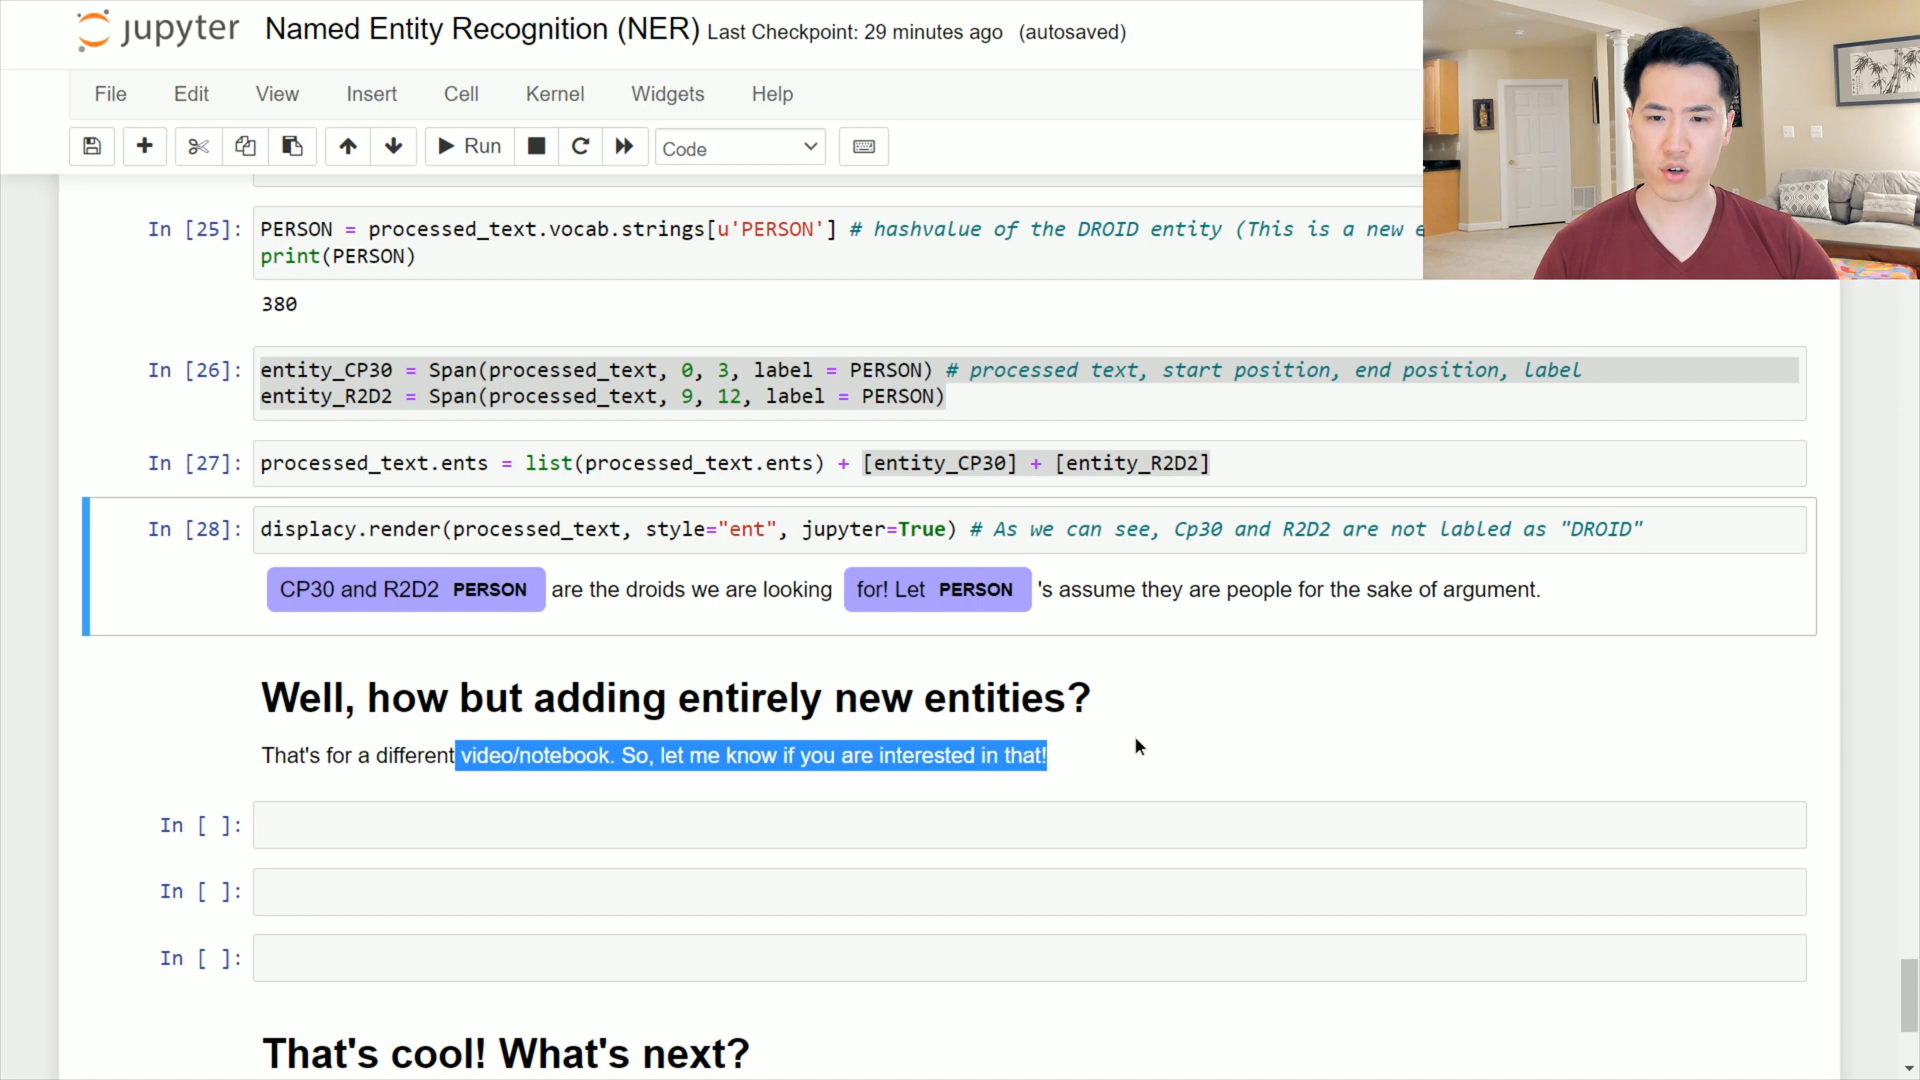 jupyter Named Entity Recognition (NER) Last Checkpoint: 29 minutes ago (autosaved)
File Edit View Insert Cell Kernel Widgets Help
Run Code
In [25]: PERSON = processed_text.vocab.strings[u'PERSON'] # hashvalue of the DROID entity (This is a new e
print(PERSON)
380
In [26]: entity_CP30 = Span(processed_text, 0, 3, label = PERSON) # processed text, start position, end position, label
entity_R2D2 = Span(processed_text, 9, 12, label = PERSON)
In [27]: processed_text.ents = list(processed_text.ents) + [entity_CP30] + [entity_R2D2]
In [28]: displacy.render(processed_text, style="ent", jupyter=True) # As we can see, Cp30 and R2D2 are not labled as "DROID"
CP30 and R2D2 PERSON are the droids we are looking for! Let PERSON 's assume they are people for the sake of argument.
Well, how but adding entirely new entities?
That's for a different video/notebook. So, let me know if you are interested in that!
In [ ]:
In [ ]:
In [ ]:
That's cool! What's next?